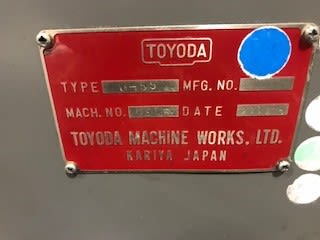 TOYODA
TYPE MFG. NO.
MACH. NO. DATE
TOYODA MACHINE WORKS, LTD.
KARIYA JAPAN